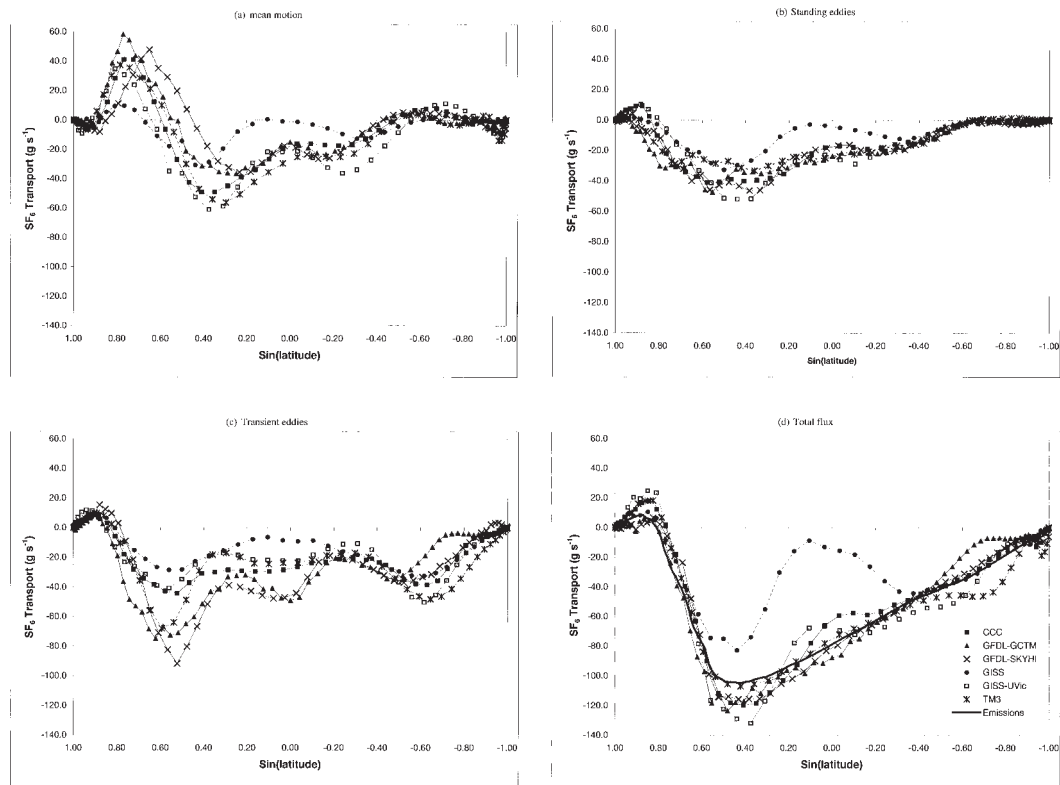 (a) mean motion
60.0
40.0
20.0
0.0
-20.0
-40.0
-60.0
-80.0
-100.0
-120.0
-140.0
SF6 Transport (g s-1)
1.00 0.80 0.60 0.40 0.20 0.00 -0.20 -0.40 -0.60 -0.80 -1.00
Sin(latitude)
(b) Standing eddies
60.0
40.0
20.0
0.0
-20.0
-40.0
-60.0
-80.0
-100.0
-120.0
-140.0
SF6 Transport (g s-1)
1.00 0.80 0.60 0.40 0.20 0.00 -0.20 -0.40 -0.60 -0.80 -1.00
Sin(latitude)
(c) Transient eddies
60.0
40.0
20.0
0.0
-20.0
-40.0
-60.0
-80.0
-100.0
-120.0
-140.0
SF6 Transport (g s-1)
1.00 0.80 0.60 0.40 0.20 0.00 -0.20 -0.40 -0.60 -0.80 -1.00
Sin(latitude)
(d) Total flux
60.0
40.0
20.0
0.0
-20.0
-40.0
-60.0
-80.0
-100.0
-120.0
-140.0
SF6 Transport (g s-1)
1.00 0.80 0.60 0.40 0.20 0.00 -0.20 -0.40 -0.60 -0.80 -1.00
Sin(latitude)
CCC
GFDL-GCTM
GFDL-SKYHI
GISS
GISS-UVic
TM3
Emissions